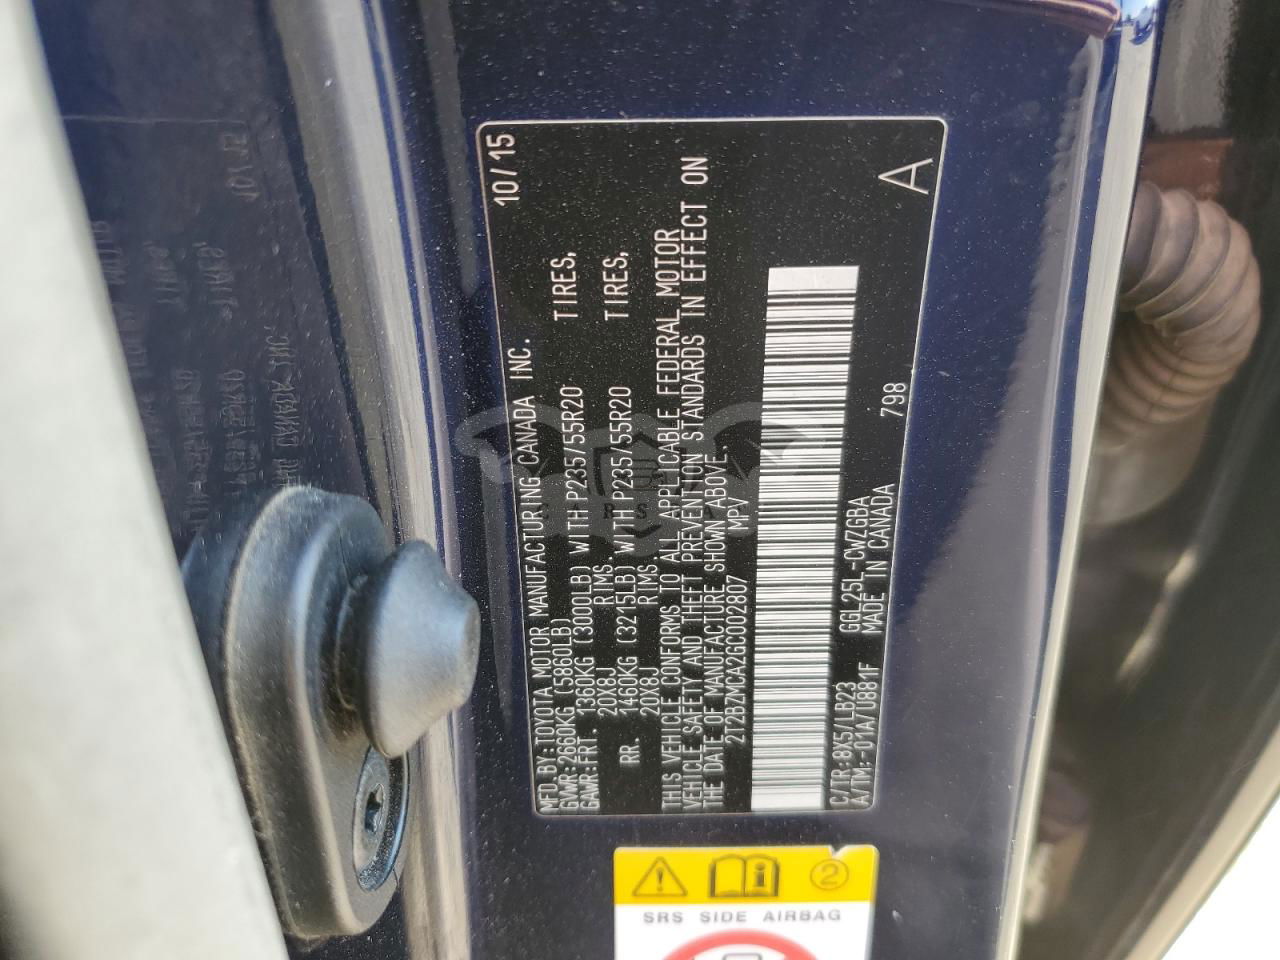 MFD. BY: TOYOTA MOTOR MANUFACTURING CANADA INC. 10/15
GVWR: 2660KG (5860LB)
GAWR: FRT. 1360KG (3000LB) WITH P235/55R20 TIRES,
20X8J RIMS.
RR. 1460KG (3215LB) WITH P235/55R20 TIRES,
20X8J RIMS.
THIS VEHICLE CONFORMS TO ALL APPLICABLE FEDERAL MOTOR
VEHICLE SAFETY AND THEFT PREVENTION STANDARDS IN EFFECT ON
THE DATE OF MANUFACTURE SHOWN ABOVE.
2T2BZMCA2GC002807 MPV
C/TR: 8X5/LB23 GGL25L-CWZGBA 798 A
A/TM: -01A/U881F MADE IN CANADA
2
SRS SIDE AIRBAG